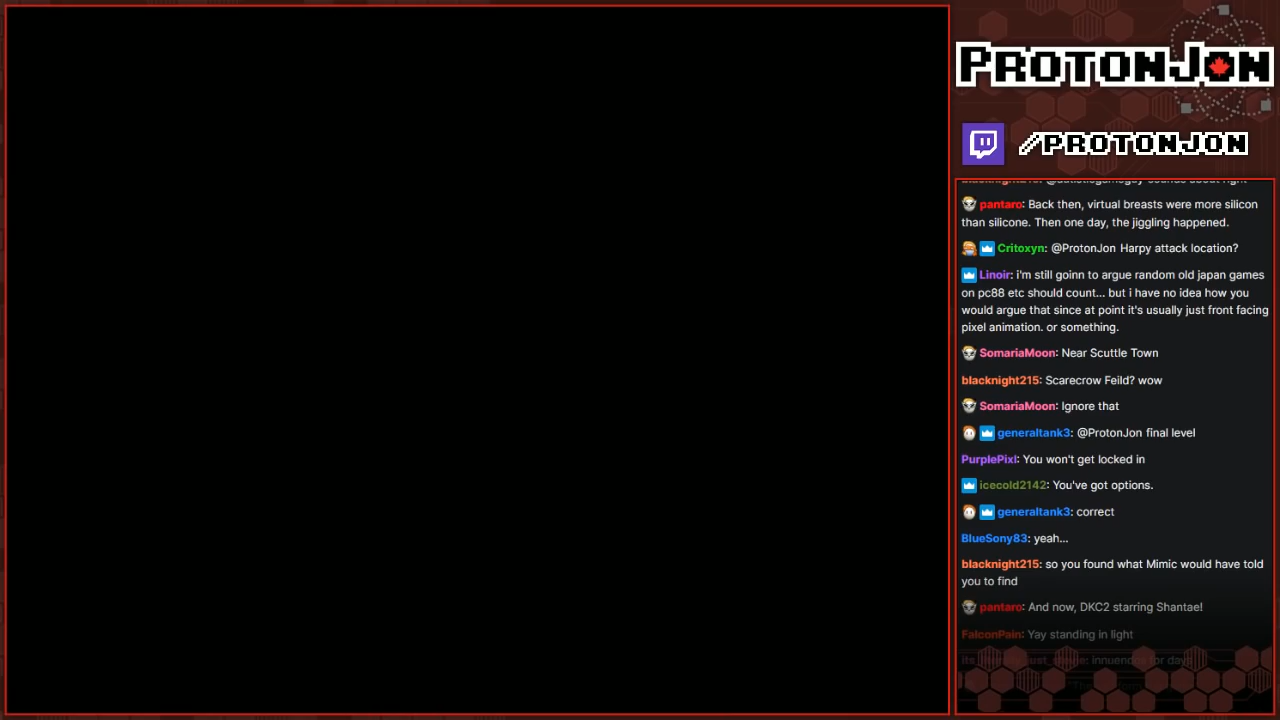 PROTONJON
/PROTONJON
pantaro: Back then, virtual breasts were more silicon
than silicone. Then one day, the jiggling happened.
Critoxyn: @ProtonJon Harpy attack location?
Linoir: i'm still goinn to argue random old japan games
on pc88 etc should count... but i have no idea how you
would argue that since at point it's usually just front facing
pixel animation. or something.
SomariaMoon: Near Scuttle Town
blacknight215: Scarecrow Feild? wow
SomariaMoon: Ignore that
generaltank3: @ProtonJon final level
PurplePixl: You won't get locked in
icecold2142: You've got options.
generaltank3: correct
BlueSony83: yeah...
blacknight215: so you found what Mimic would have told
you to find
pantaro: And now, DKC2 starring Shantae!
FalconPain: Yay standing in light
innuendos for days